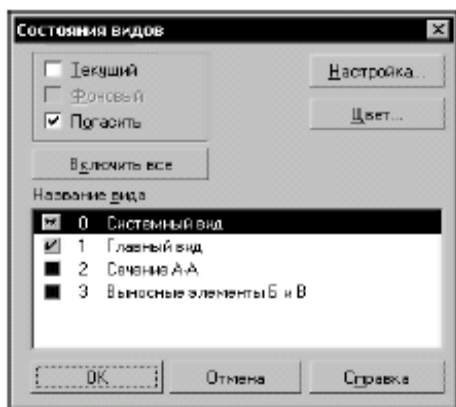 Состояния видов
Текущий
Фоновый
Погасить
Настройка...
Цвет...
Включить все
Название вида
0 Системный вид
1 Главный вид
2 Сечение А-А
3 Выносные элементы Б и В
OK
Отмена
Справка